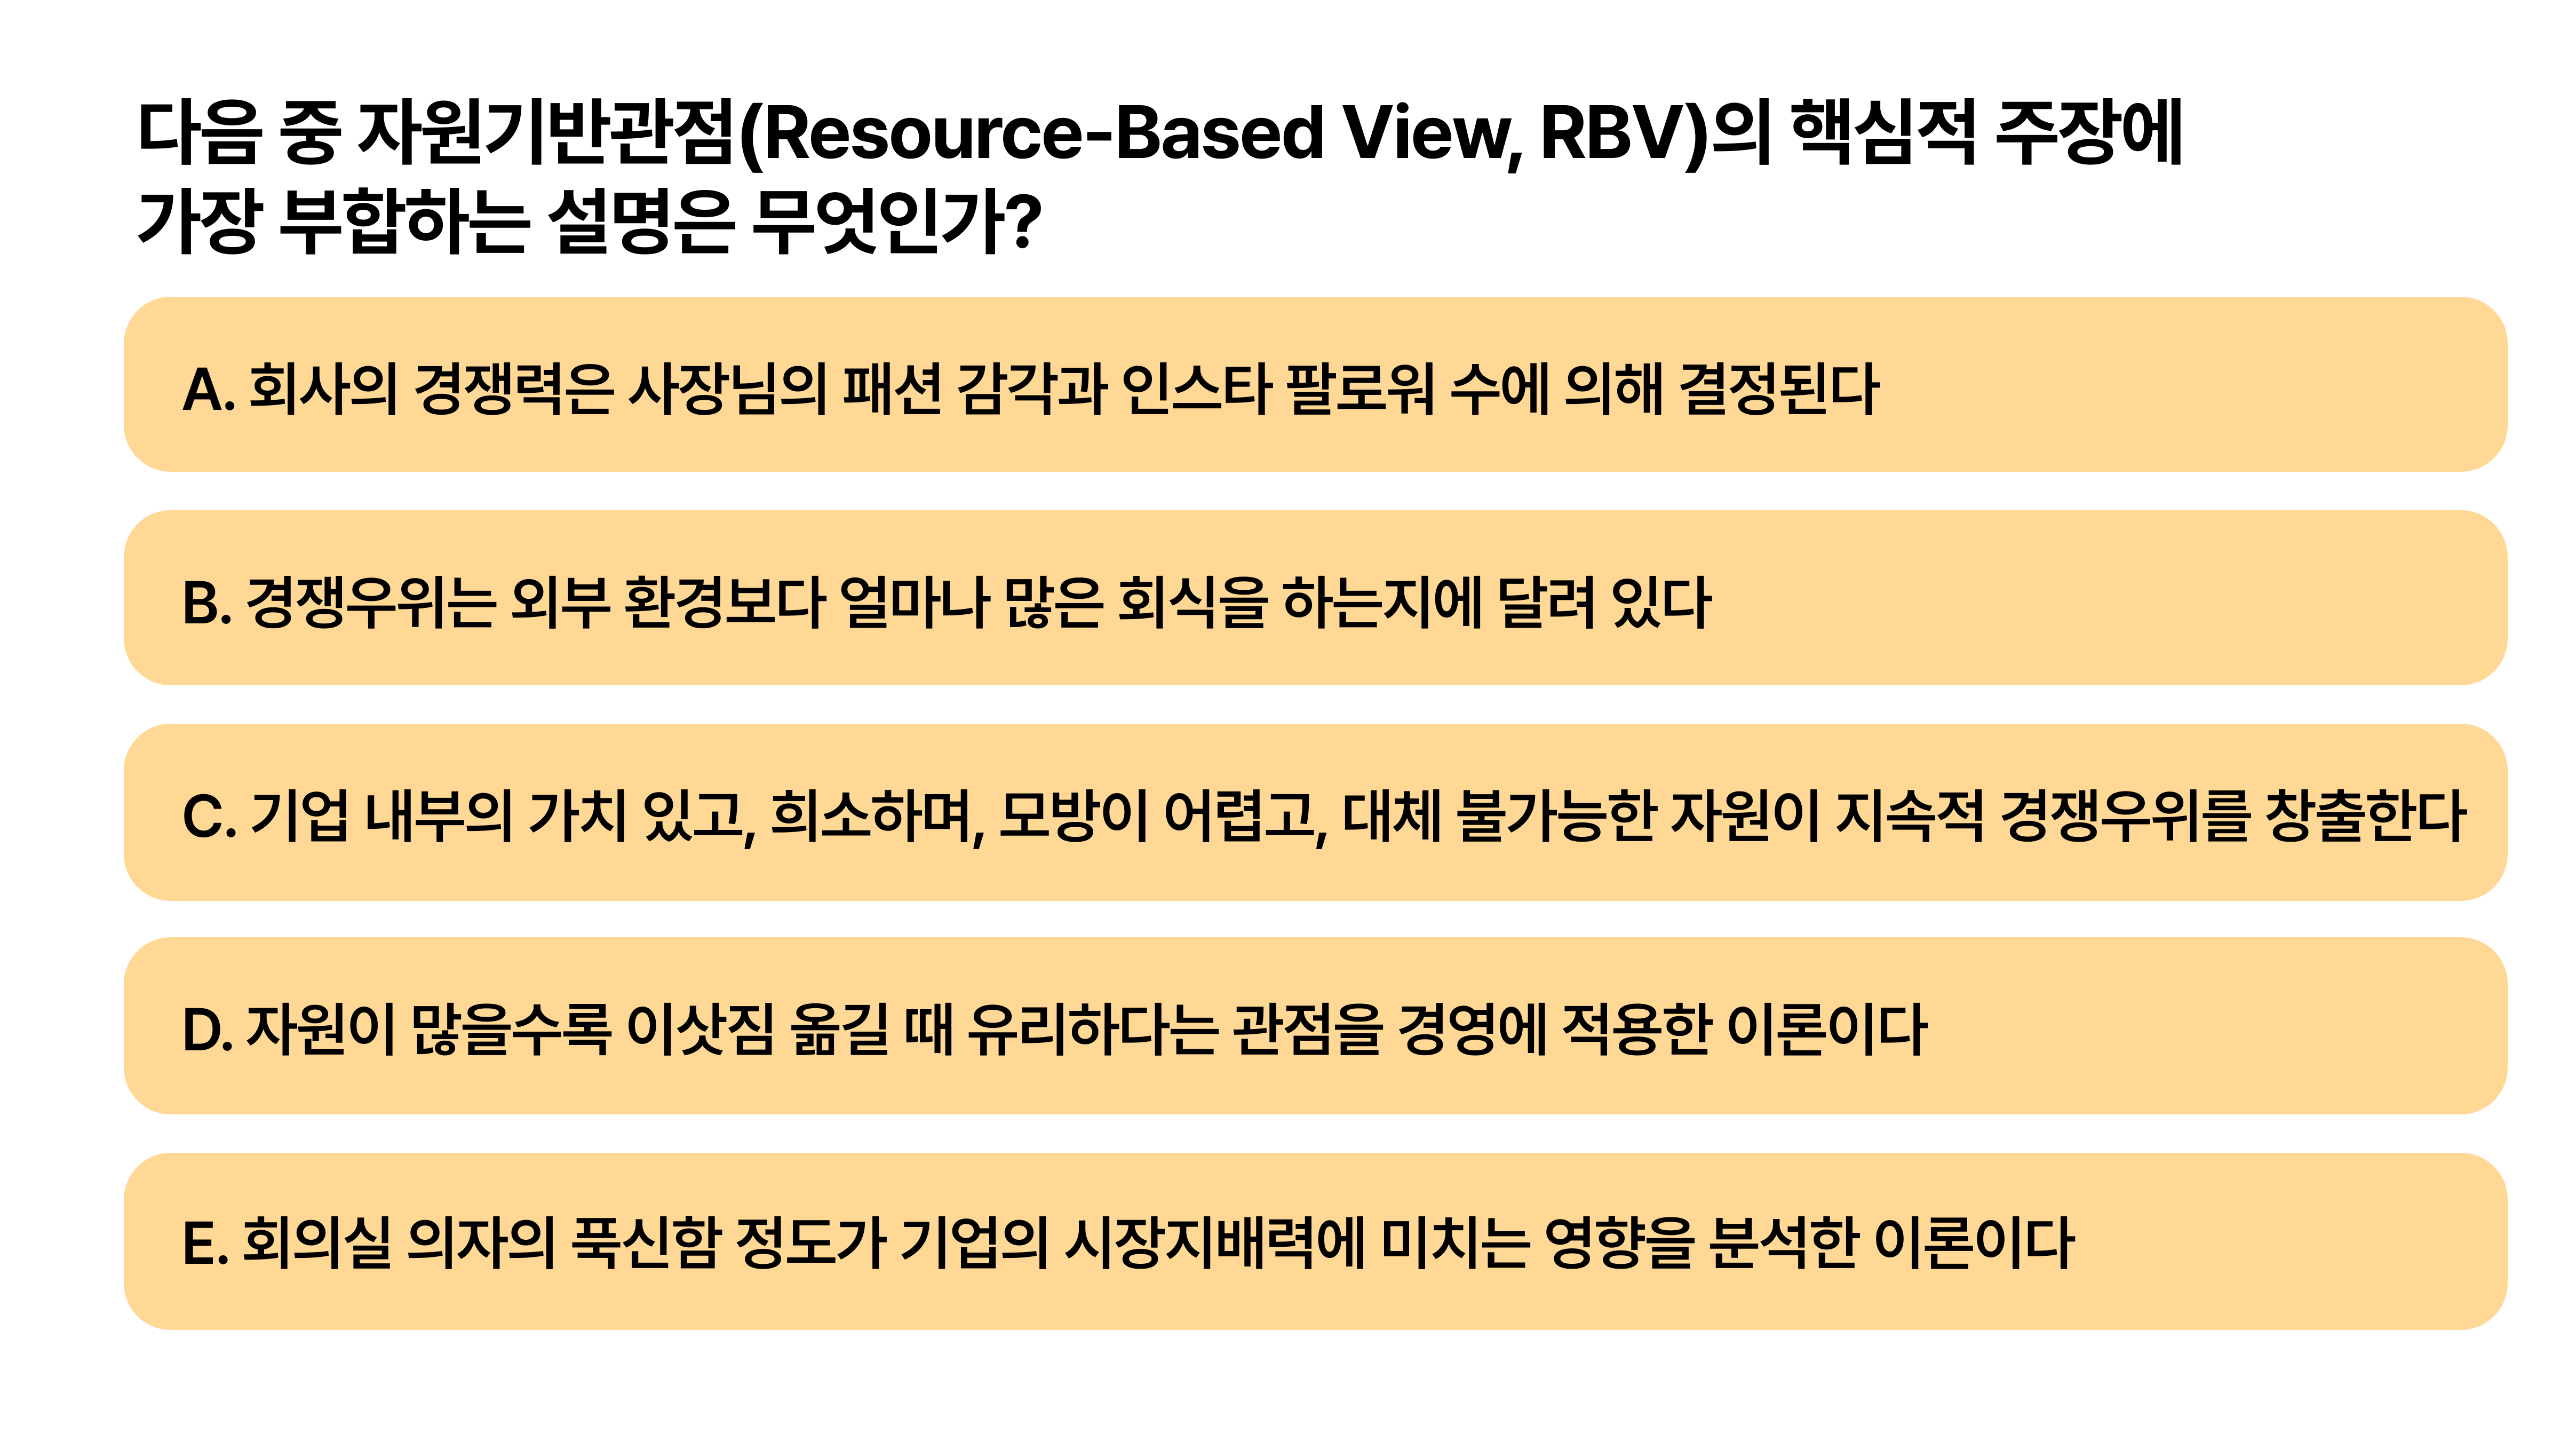 다음 중 자원기반관점(Resource-Based View, RBV)의 핵심적 주장에
가장 부합하는 설명은 무엇인가?
A. 회사의 경쟁력은 사장님의 패션 감각과 인스타 팔로워 수에 의해 결정된다
B. 경쟁우위는 외부 환경보다 얼마나 많은 회식을 하는지에 달려 있다
C. 기업 내부의 가치 있고, 희소하며, 모방이 어렵고, 대체 불가능한 자원이 지속적 경쟁우위를 창출한다
D. 자원이 많을수록 이삿짐 옮길 때 유리하다는 관점을 경영에 적용한 이론이다
E. 회의실 의자의 푹신함 정도가 기업의 시장지배력에 미치는 영향을 분석한 이론이다